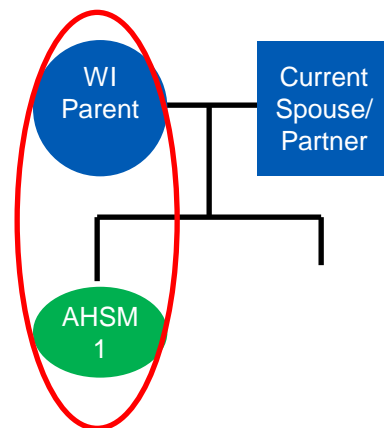 WI
Parent
Current
Spouse/
Partner
AHSM
1